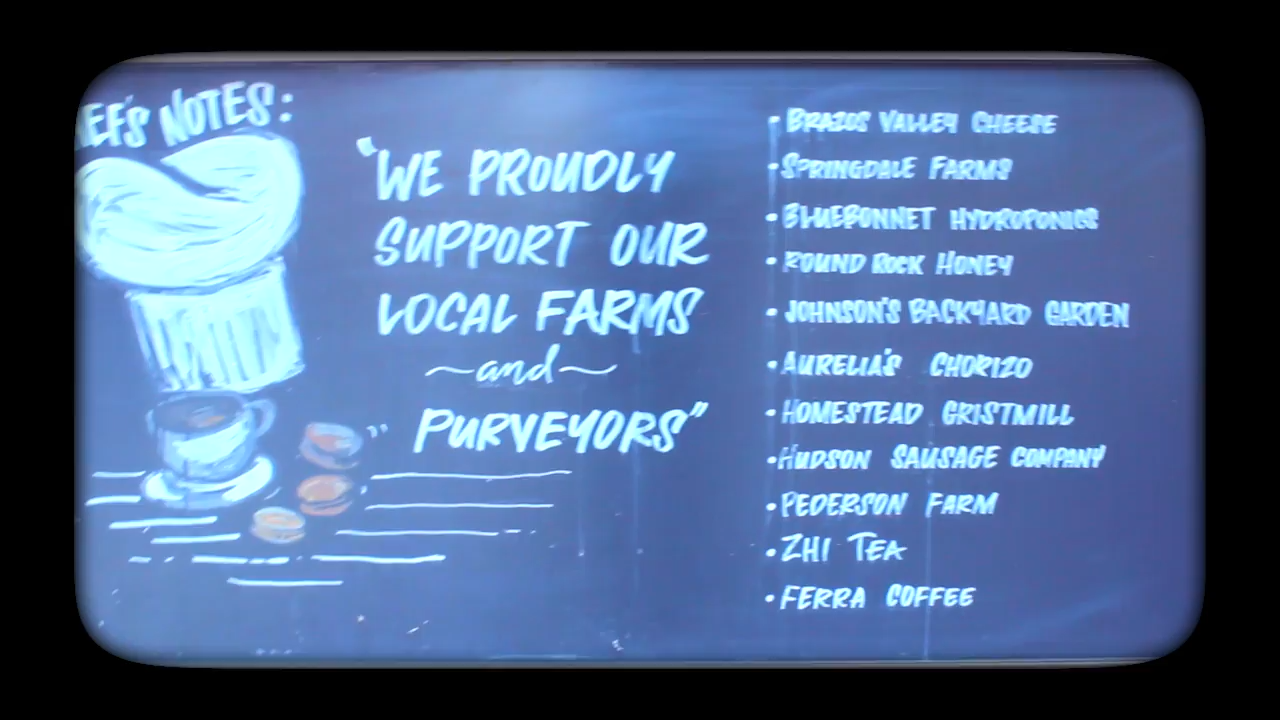 EF'S NOTES:
"WE PROUDLY
SUPPORT OUR
LOCAL FARMS
~and~
PURVEYORS"
• BRAZOS VALLEY CHEESE
• SPRINGDALE FARMS
• BLUEBONNET HYDROPONICS
• ROUND ROCK HONEY
• JOHNSON'S BACKYARD GARDEN
• AURELIA'S CHORIZO
• HOMESTEAD GRISTMILL
• HUDSON SAUSAGE COMPANY
• PEDERSON FARM
• ZHI TEA
• FERRA COFFEE